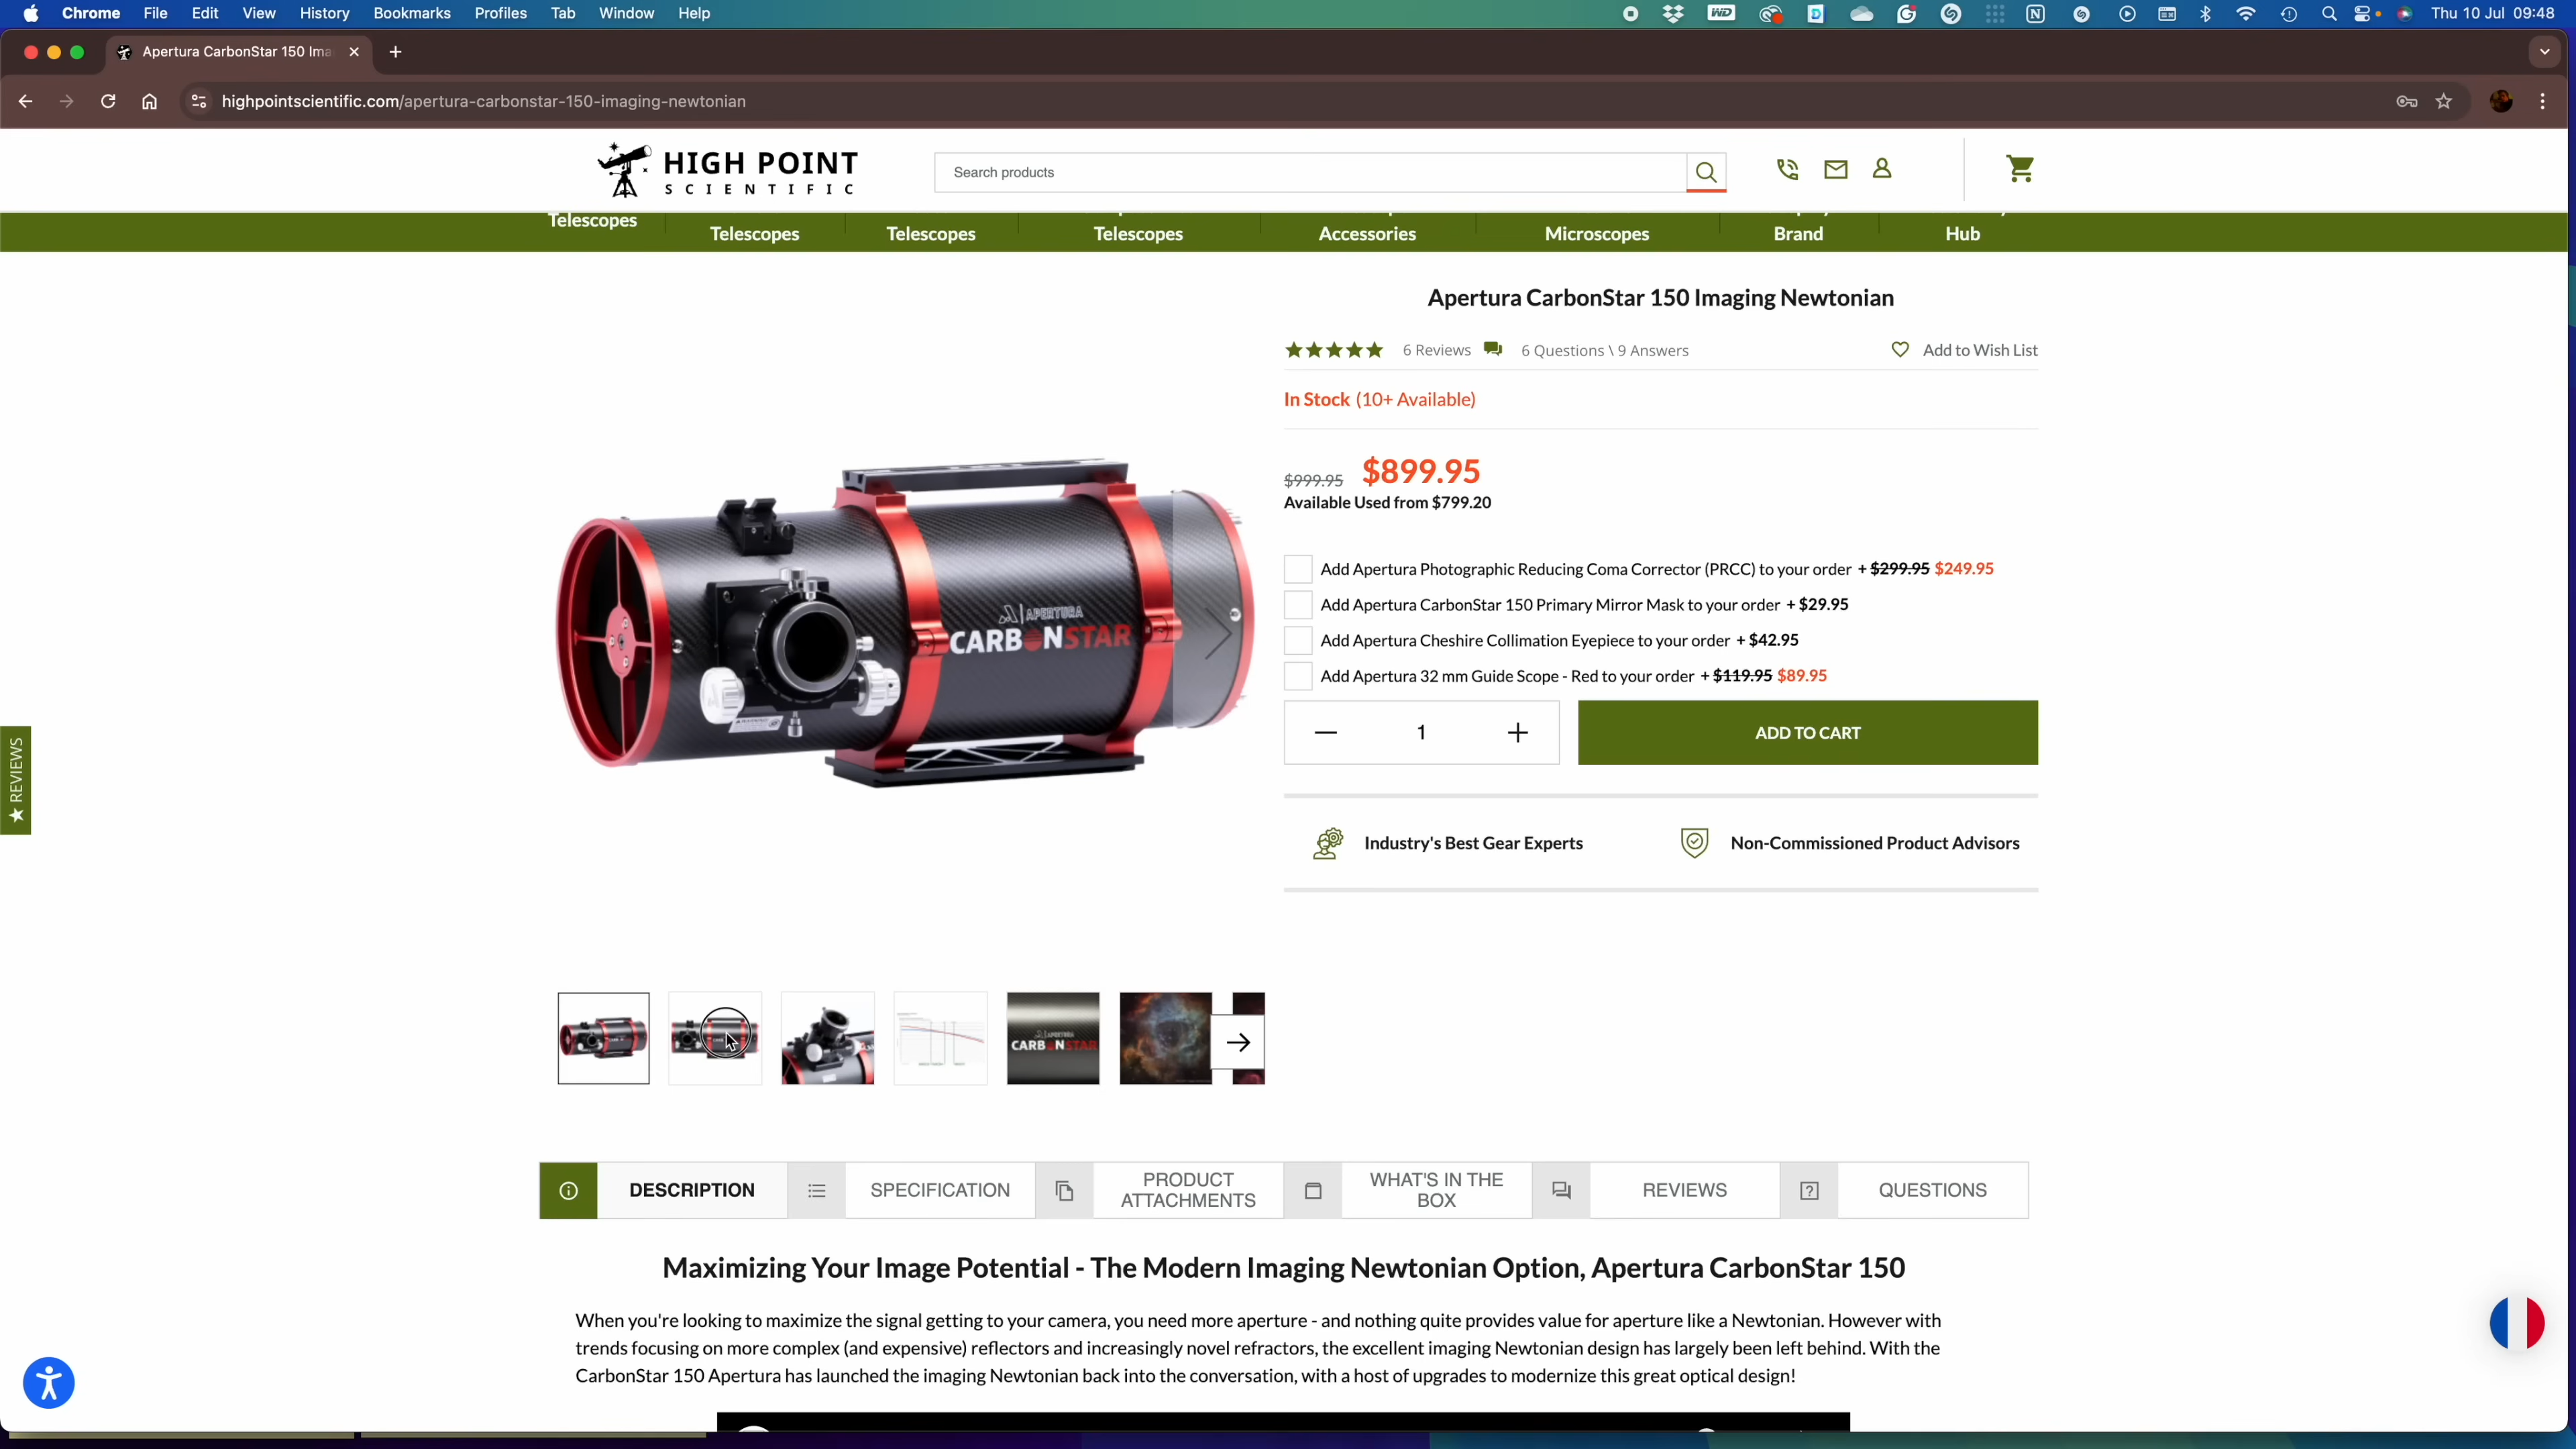 Chrome File Edit View History Bookmarks Profiles Tab Window Help
Thu 10 Jul 09:48
Apertura CarbonStar 150 Ima
highpointscientific.com/apertura-carbonstar-150-imaging-newtonian
HIGH POINT
SCIENTIFIC
Search products
Telescopes
Telescopes
Telescopes
Telescopes
Accessories
Microscopes
Brand
Hub
Apertura CarbonStar 150 Imaging Newtonian
6 Reviews 6 Questions \ 9 Answers Add to Wish List
In Stock (10+ Available)
$999.95 $899.95
Available Used from $799.20
Add Apertura Photographic Reducing Coma Corrector (PRCC) to your order + $299.95 $249.95
Add Apertura CarbonStar 150 Primary Mirror Mask to your order + $29.95
Add Apertura Cheshire Collimation Eyepiece to your order + $42.95
Add Apertura 32 mm Guide Scope - Red to your order + $119.95 $89.95
1
ADD TO CART
Industry's Best Gear Experts
Non-Commissioned Product Advisors
APERTURA
CARBONSTAR
★ REVIEWS
CARBONSTAR
DESCRIPTION
SPECIFICATION
PRODUCT
ATTACHMENTS
WHAT'S IN THE
BOX
REVIEWS
QUESTIONS
Maximizing Your Image Potential - The Modern Imaging Newtonian Option, Apertura CarbonStar 150
When you're looking to maximize the signal getting to your camera, you need more aperture - and nothing quite provides value for aperture like a Newtonian. However with
trends focusing on more complex (and expensive) reflectors and increasingly novel refractors, the excellent imaging Newtonian design has largely been left behind. With the
CarbonStar 150 Apertura has launched the imaging Newtonian back into the conversation, with a host of upgrades to modernize this great optical design!